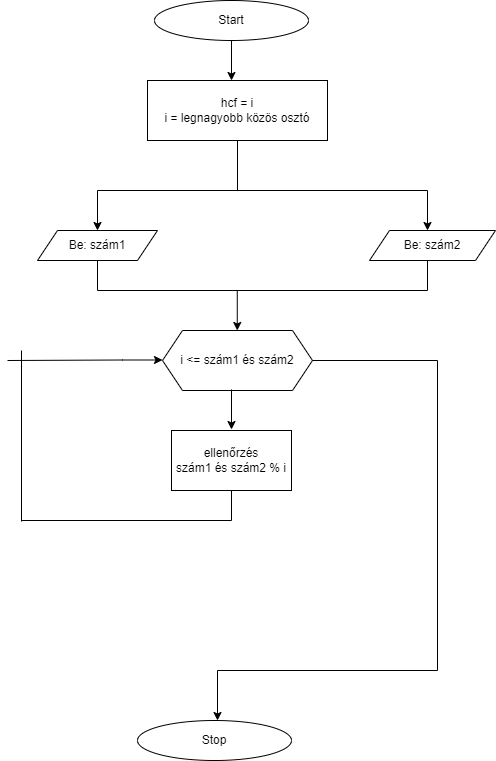 Start
hcf = i
i = legnagyobb közös osztó
Be: szám1
Be: szám2
i <= szám1 és szám2
ellenőrzés
szám1 és szám2 % i
Stop